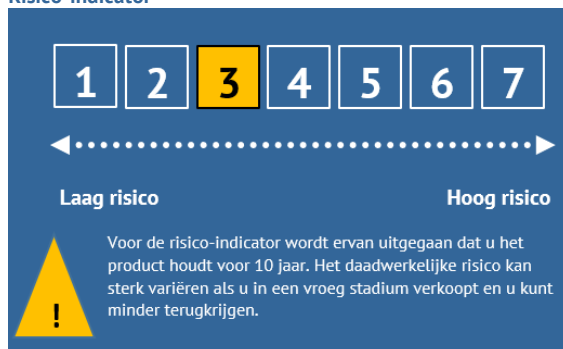 Risico-indicator
1 2 3 4 5 6 7
Laag risico Hoog risico
Voor de risico-indicator wordt ervan uitgegaan dat u het
product houdt voor 10 jaar. Het daadwerkelijke risico kan
sterk variëren als u in een vroeg stadium verkoopt en u kunt
minder terugkrijgen.
!